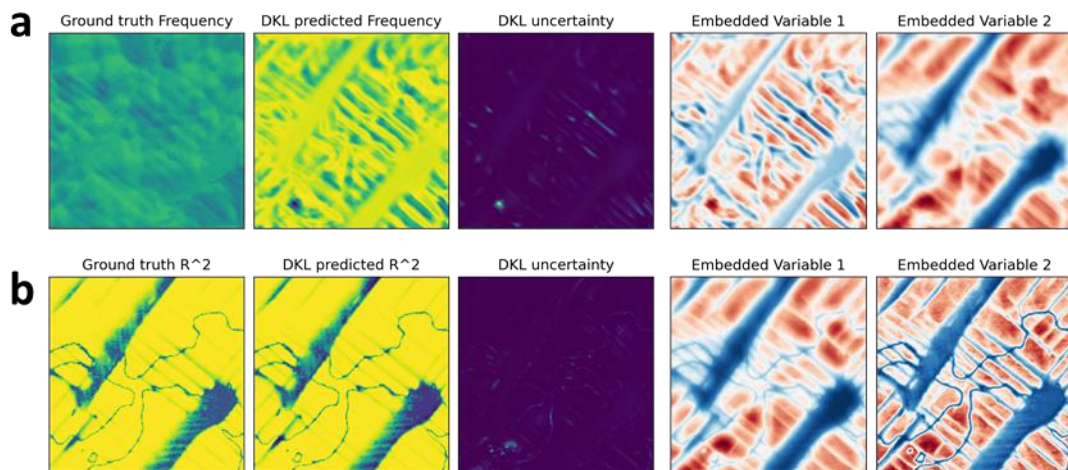 a
Ground truth Frequency
DKL predicted Frequency
DKL uncertainty
Embedded Variable 1
Embedded Variable 2
b
Ground truth R^2
DKL predicted R^2
DKL uncertainty
Embedded Variable 1
Embedded Variable 2